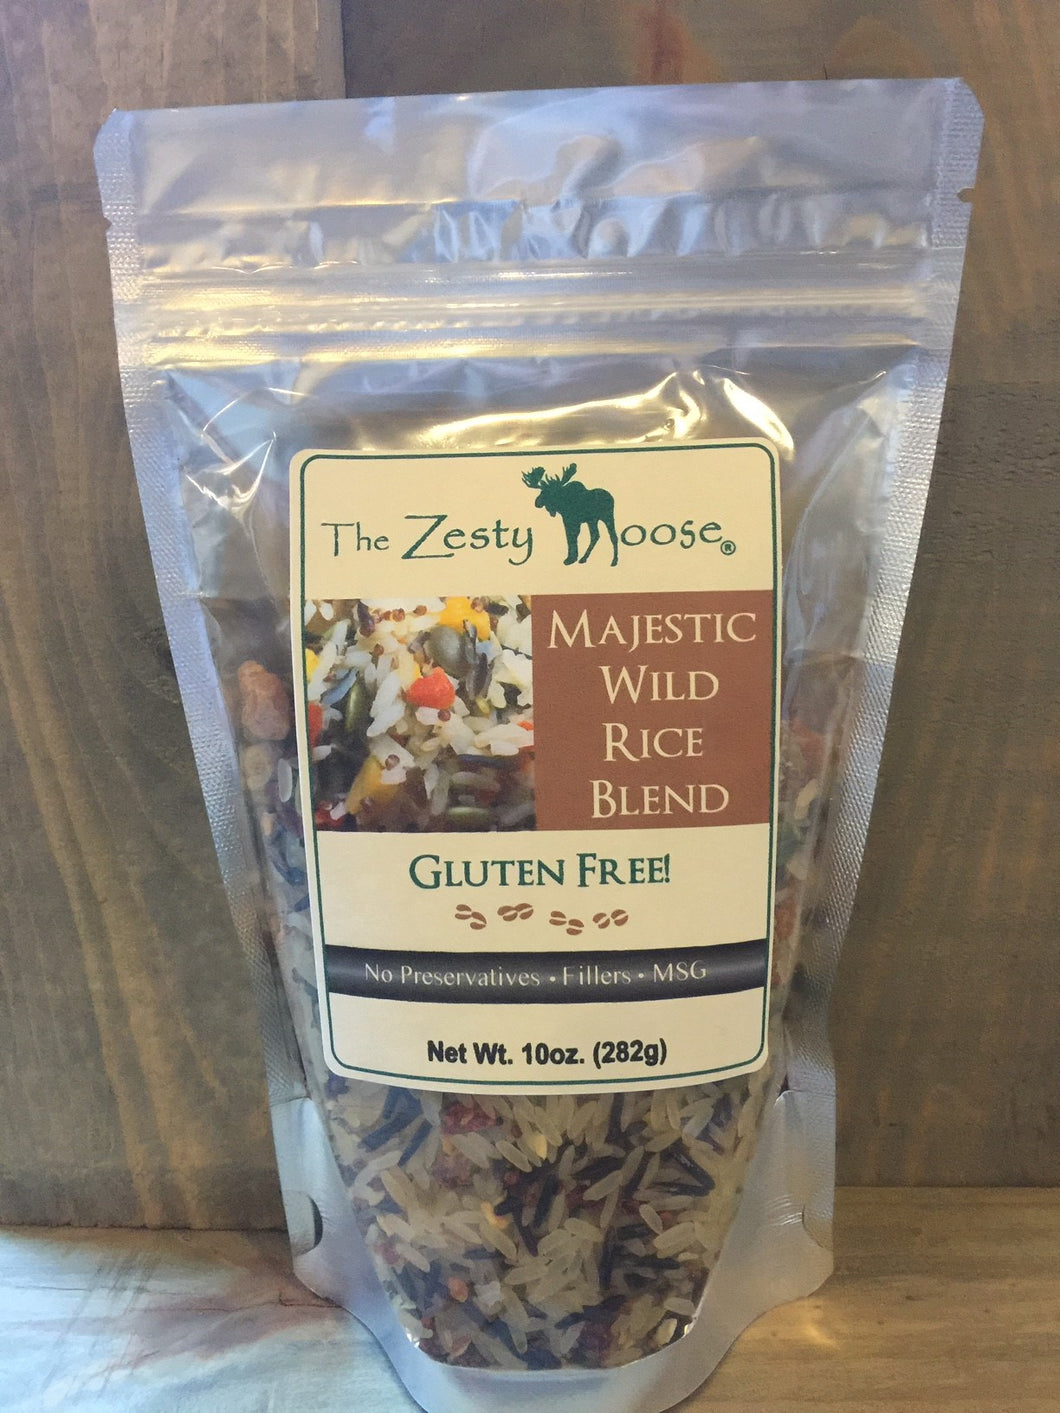 The Zesty Moose®
Majestic
Wild
Rice
Blend
Gluten Free!
No Preservatives • Fillers • MSG
Net Wt. 10oz. (282g)